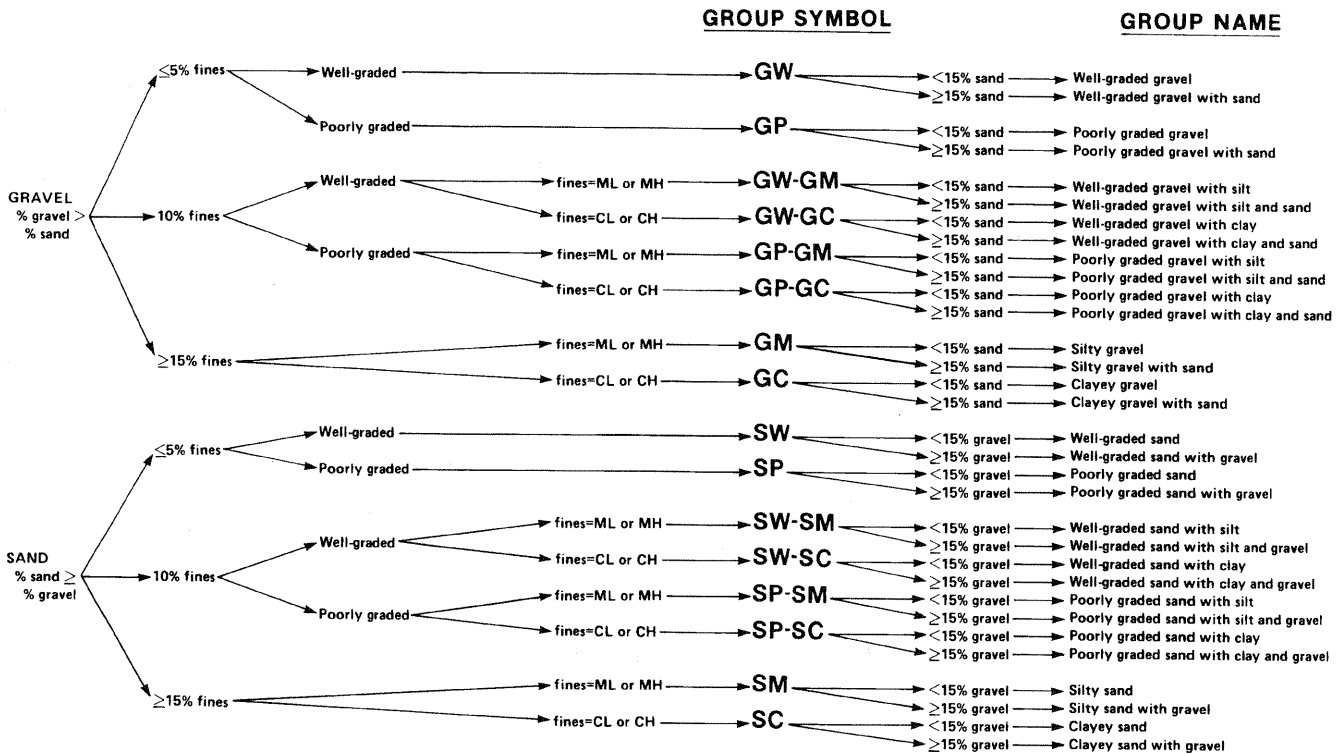 GROUP SYMBOL GROUP NAME
≤5% fines Well-graded GW <15% sand Well-graded gravel
≥15% sand Well-graded gravel with sand
Poorly graded GP <15% sand Poorly graded gravel
≥15% sand Poorly graded gravel with sand
GRAVEL
% gravel >
% sand
10% fines Well-graded fines=ML or MH GW-GM <15% sand Well-graded gravel with silt
≥15% sand Well-graded gravel with silt and sand
fines=CL or CH GW-GC <15% sand Well-graded gravel with clay
≥15% sand Well-graded gravel with clay and sand
Poorly graded fines=ML or MH GP-GM <15% sand Poorly graded gravel with silt
≥15% sand Poorly graded gravel with silt and sand
fines=CL or CH GP-GC <15% sand Poorly graded gravel with clay
≥15% sand Poorly graded gravel with clay and sand
≥15% fines fines=ML or MH GM <15% sand Silty gravel
≥15% sand Silty gravel with sand
fines=CL or CH GC <15% sand Clayey gravel
≥15% sand Clayey gravel with sand
≤5% fines Well-graded SW <15% gravel Well-graded sand
≥15% gravel Well-graded sand with gravel
Poorly graded SP <15% gravel Poorly graded sand
≥15% gravel Poorly graded sand with gravel
SAND
% sand ≥
% gravel
10% fines Well-graded fines=ML or MH SW-SM <15% gravel Well-graded sand with silt
≥15% gravel Well-graded sand with silt and gravel
fines=CL or CH SW-SC <15% gravel Well-graded sand with clay
≥15% gravel Well-graded sand with clay and gravel
Poorly graded fines=ML or MH SP-SM <15% gravel Poorly graded sand with silt
≥15% gravel Poorly graded sand with silt and gravel
fines=CL or CH SP-SC <15% gravel Poorly graded sand with clay
≥15% gravel Poorly graded sand with clay and gravel
≥15% fines fines=ML or MH SM <15% gravel Silty sand
≥15% gravel Silty sand with gravel
fines=CL or CH SC <15% gravel Clayey sand
≥15% gravel Clayey sand with gravel